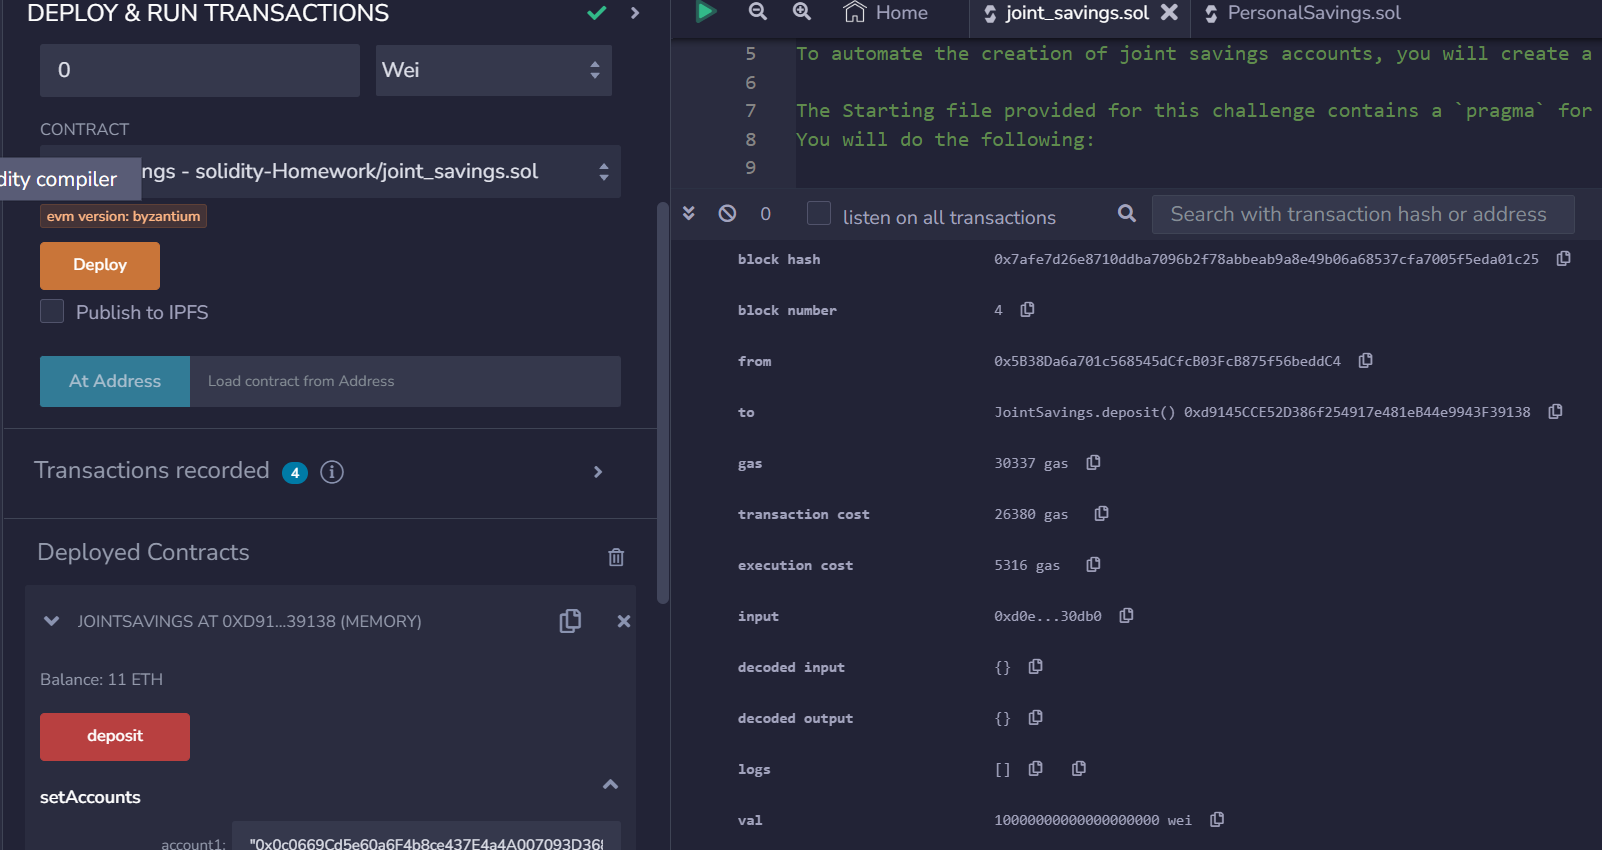 DEPLOY & RUN TRANSACTIONS
0
Wei
CONTRACT
ngs - solidity-Homework/joint_savings.sol
dity compiler
evm version: byzantium
Deploy
Publish to IPFS
At Address
Load contract from Address
Transactions recorded 4 i
Deployed Contracts
JOINTSAVINGS AT 0XD91...39138 (MEMORY)
Balance: 11 ETH
deposit
setAccounts
account1: "0x0c0669Cd5e60a6F4b8ce437E4a4A007093D368
Home
joint_savings.sol
PersonalSavings.sol
5 To automate the creation of joint savings accounts, you will create a
6
7 The Starting file provided for this challenge contains a `pragma` for
8 You will do the following:
9
0
listen on all transactions
Search with transaction hash or address
block hash 0x7afe7d26e8710ddba7096b2f78abbeab9a8e49b06a68537cfa7005f5eda01c25
block number 4
from 0x5B38Da6a701c568545dCfcB03FcB875f56beddC4
to JointSavings.deposit() 0xd9145CCE52D386f254917e481eB44e9943F39138
gas 30337 gas
transaction cost 26380 gas
execution cost 5316 gas
input 0xd0e...30db0
decoded input {}
decoded output {}
logs []
val 10000000000000000000 wei